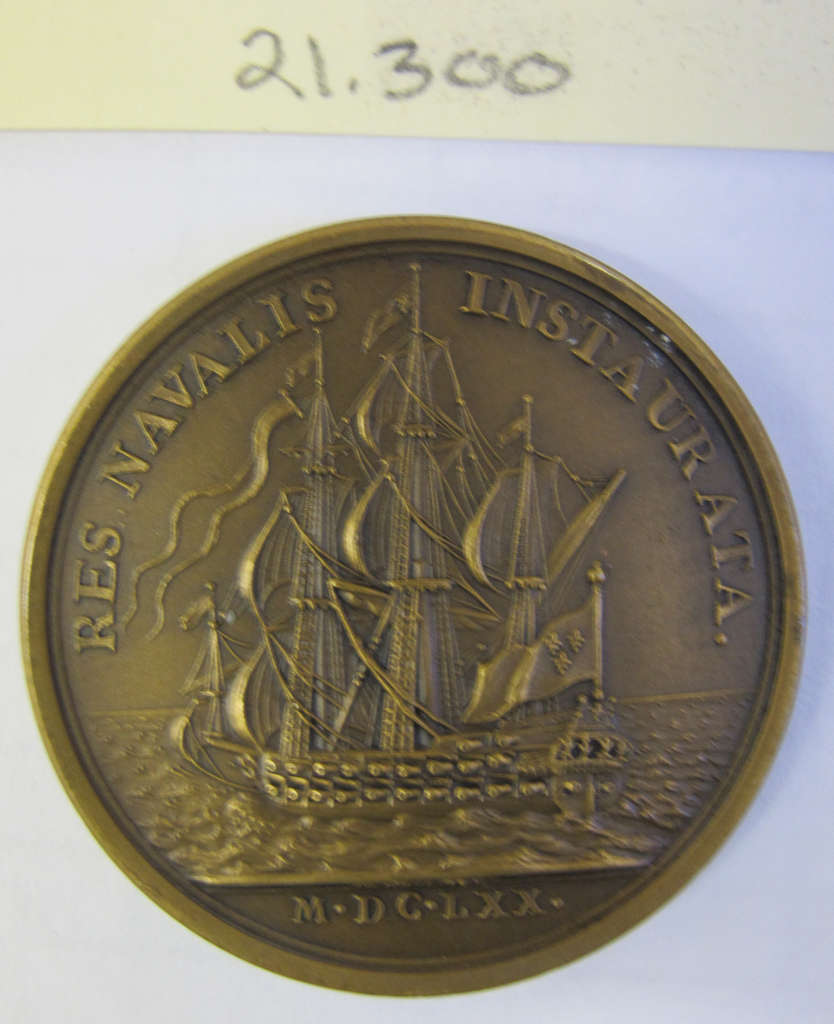 21.300
RES NAVALIS INSTAURATA.
M·DC·LXX·